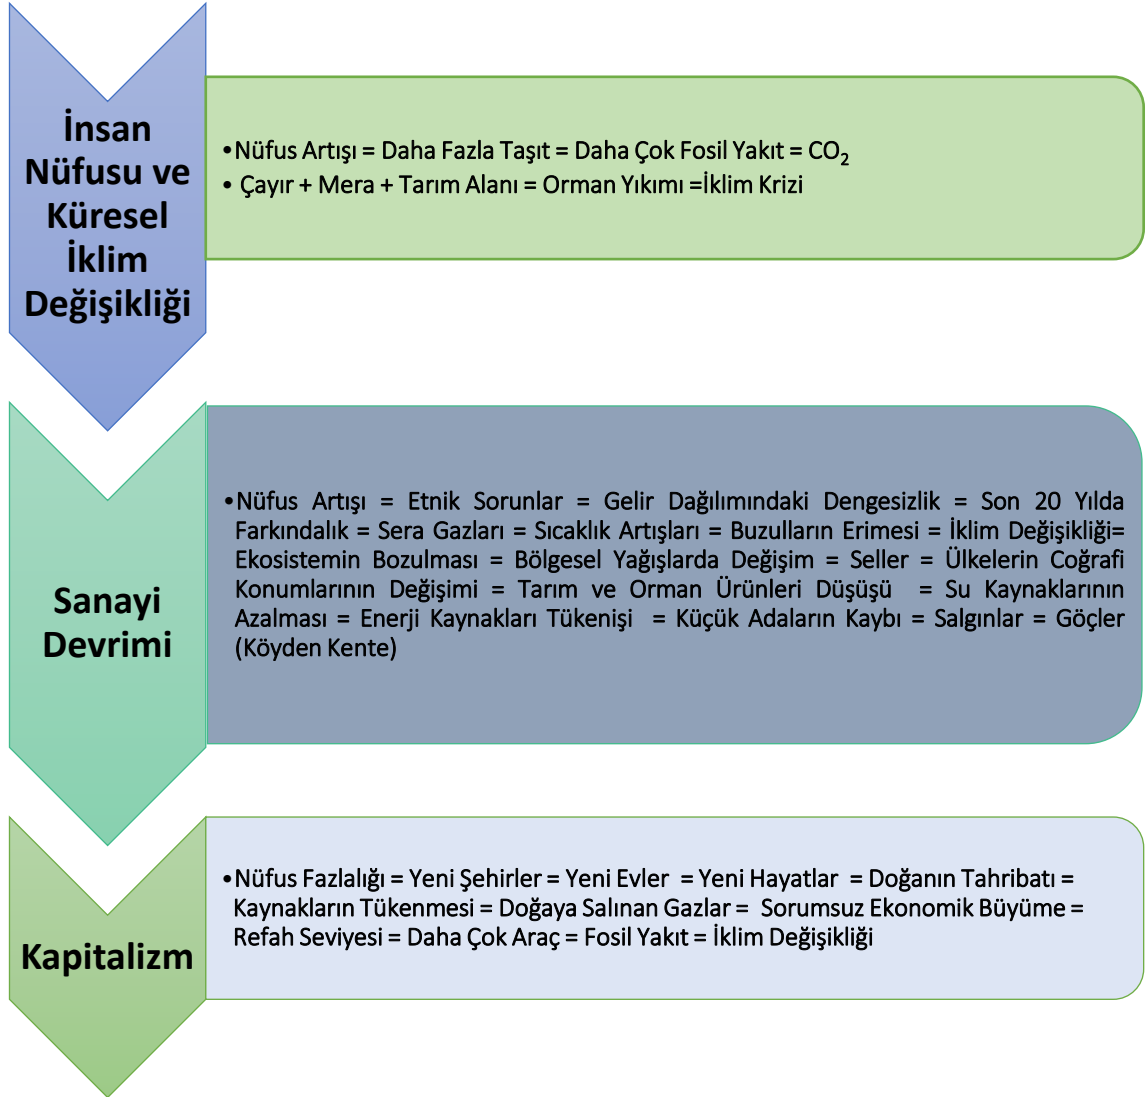 İnsan
Nüfusu ve
Küresel
İklim
Değişikliği
•Nüfus Artışı = Daha Fazla Taşıt = Daha Çok Fosil Yakıt = CO₂
• Çayır + Mera + Tarım Alanı = Orman Yıkımı =İklim Krizi
Sanayi
Devrimi
•Nüfus Artışı = Etnik Sorunlar = Gelir Dağılımındaki Dengesizlik = Son 20 Yılda
Farkındalık = Sera Gazları = Sıcaklık Artışları = Buzulların Erimesi = İklim Değişikliği=
Ekosistemin Bozulması = Bölgesel Yağışlarda Değişim = Seller = Ülkelerin Coğrafi
Konumlarının Değişimi = Tarım ve Orman Ürünleri Düşüşü = Su Kaynaklarının
Azalması = Enerji Kaynakları Tükenişi = Küçük Adaların Kaybı = Salgınlar = Göçler
(Köyden Kente)
Kapitalizm
•Nüfus Fazlalığı = Yeni Şehirler = Yeni Evler = Yeni Hayatlar = Doğanın Tahribatı =
Kaynakların Tükenmesi = Doğaya Salınan Gazlar = Sorumsuz Ekonomik Büyüme =
Refah Seviyesi = Daha Çok Araç = Fosil Yakıt = İklim Değişikliği